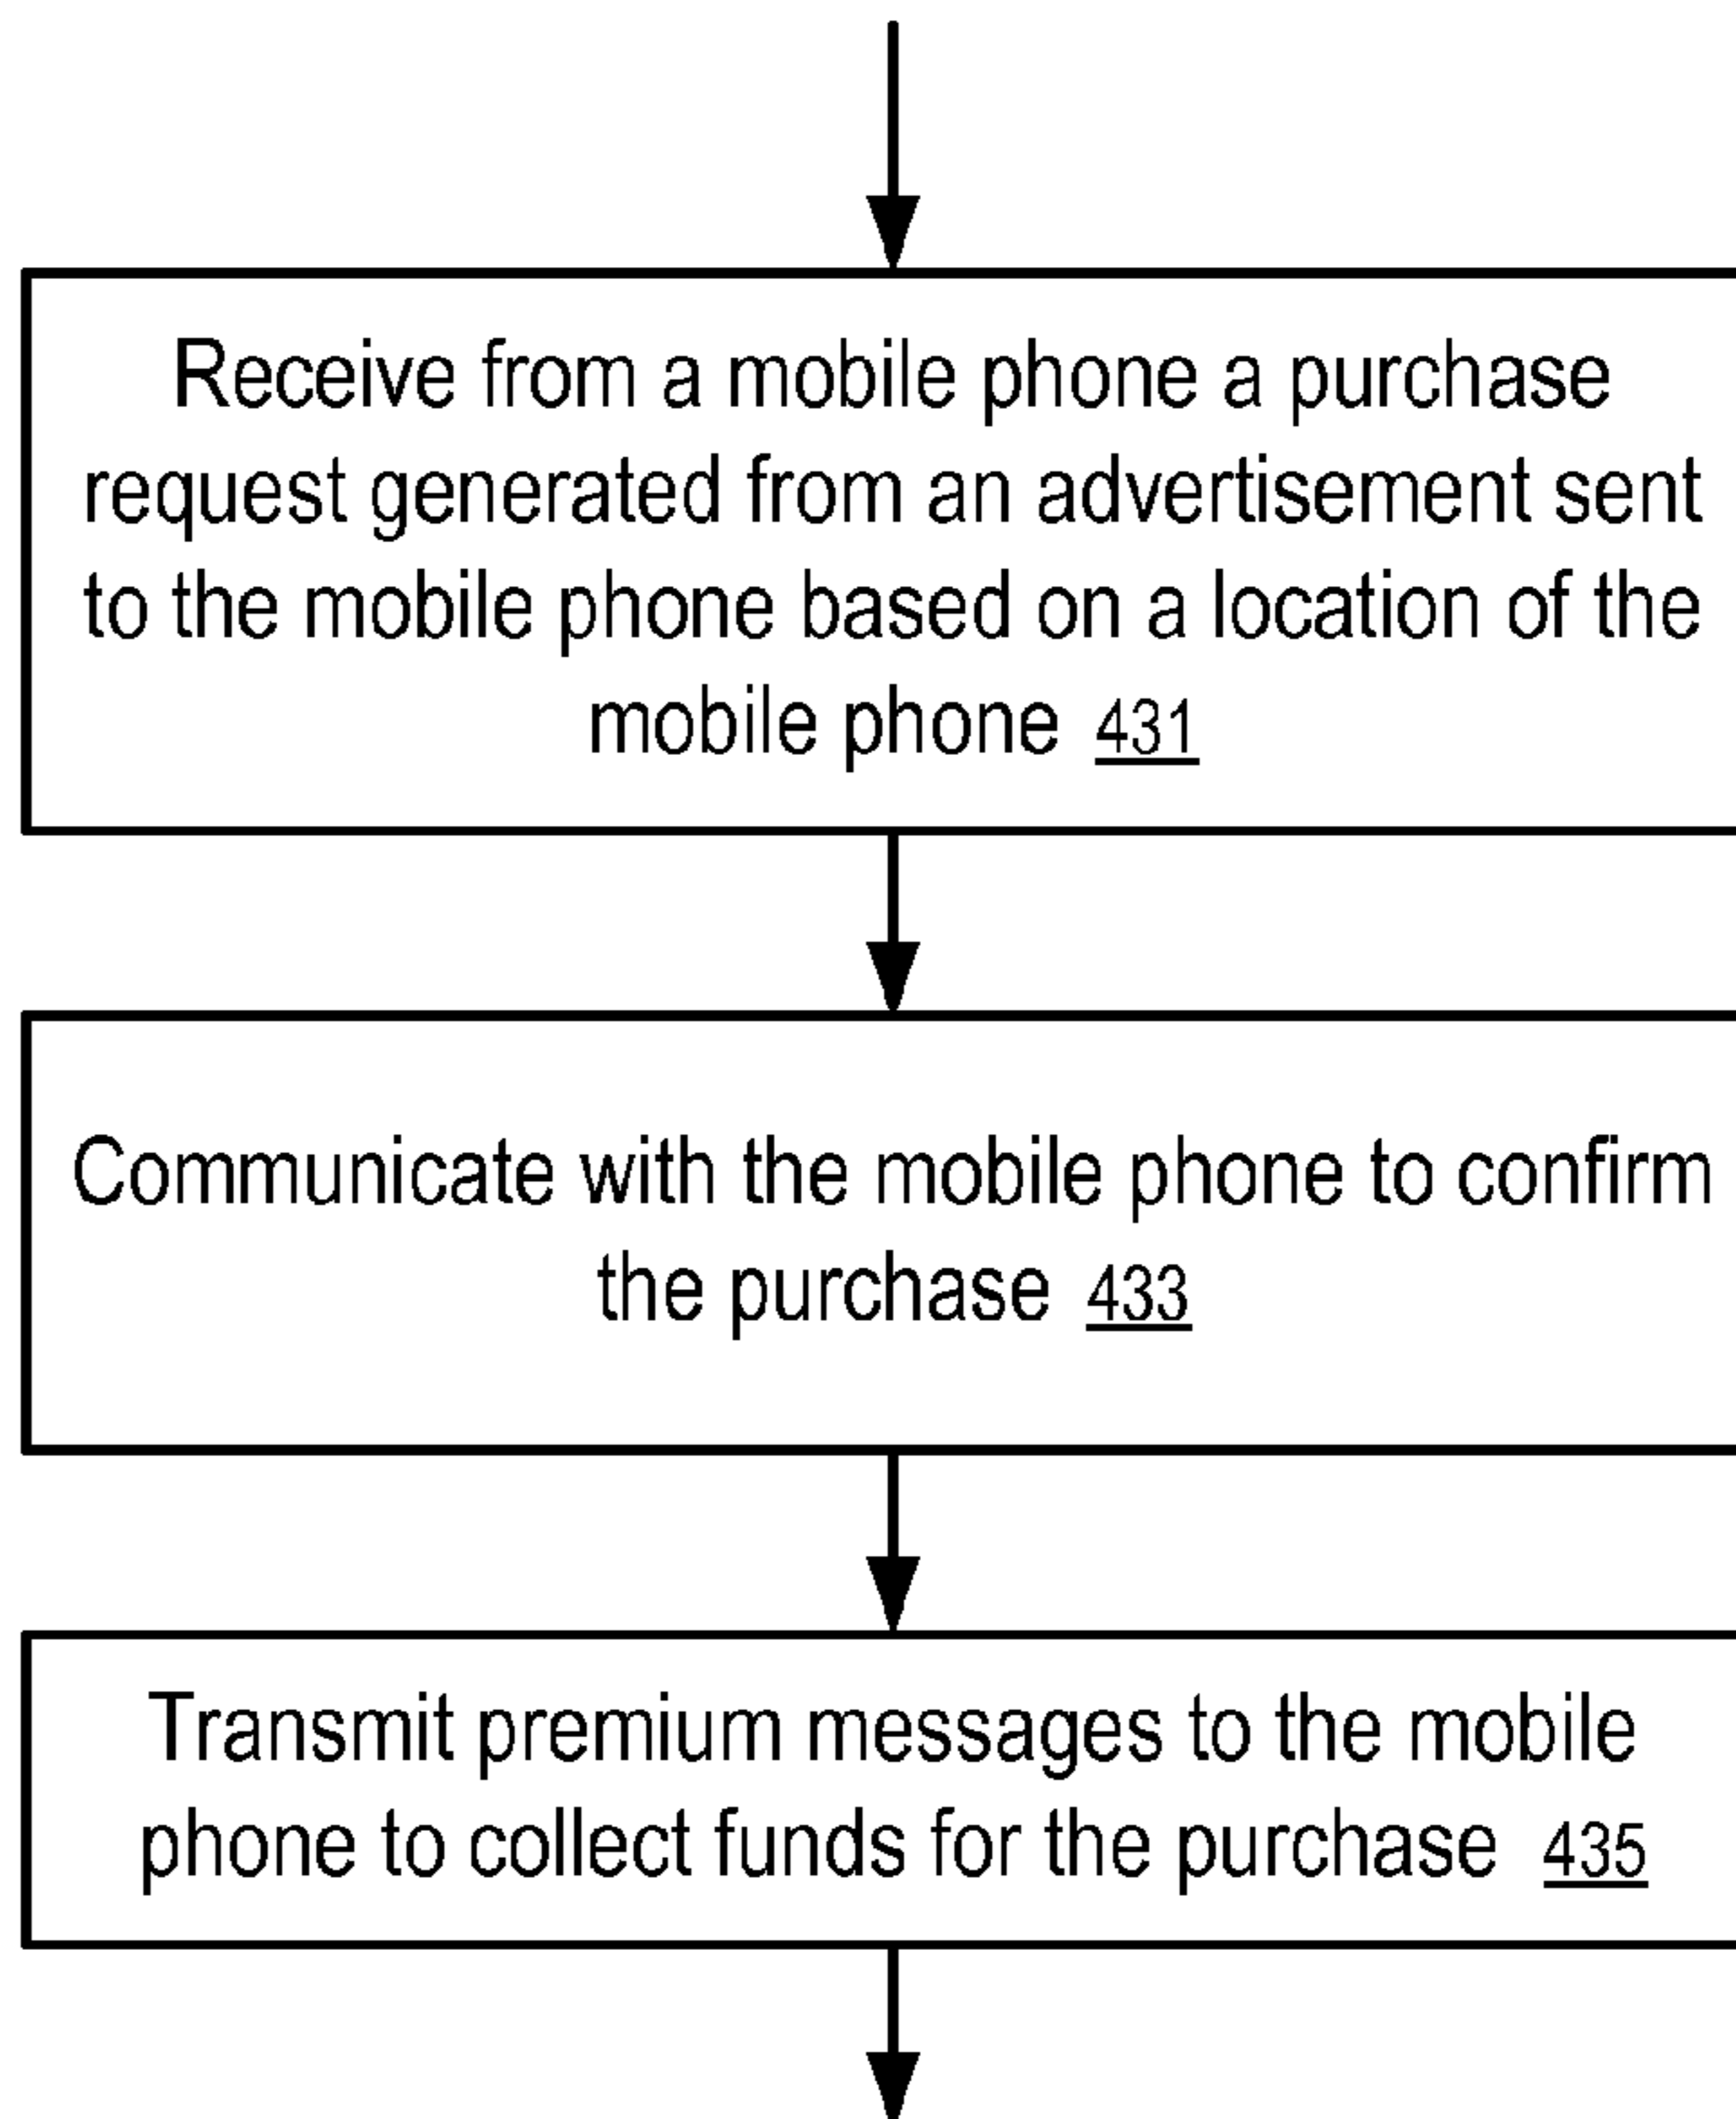 Receive from a mobile phone a purchase
request generated from an advertisement sent
to the mobile phone based on a location of the
mobile phone 431
Communicate with the mobile phone to confirm
the purchase 433
Transmit premium messages to the mobile
phone to collect funds for the purchase 435